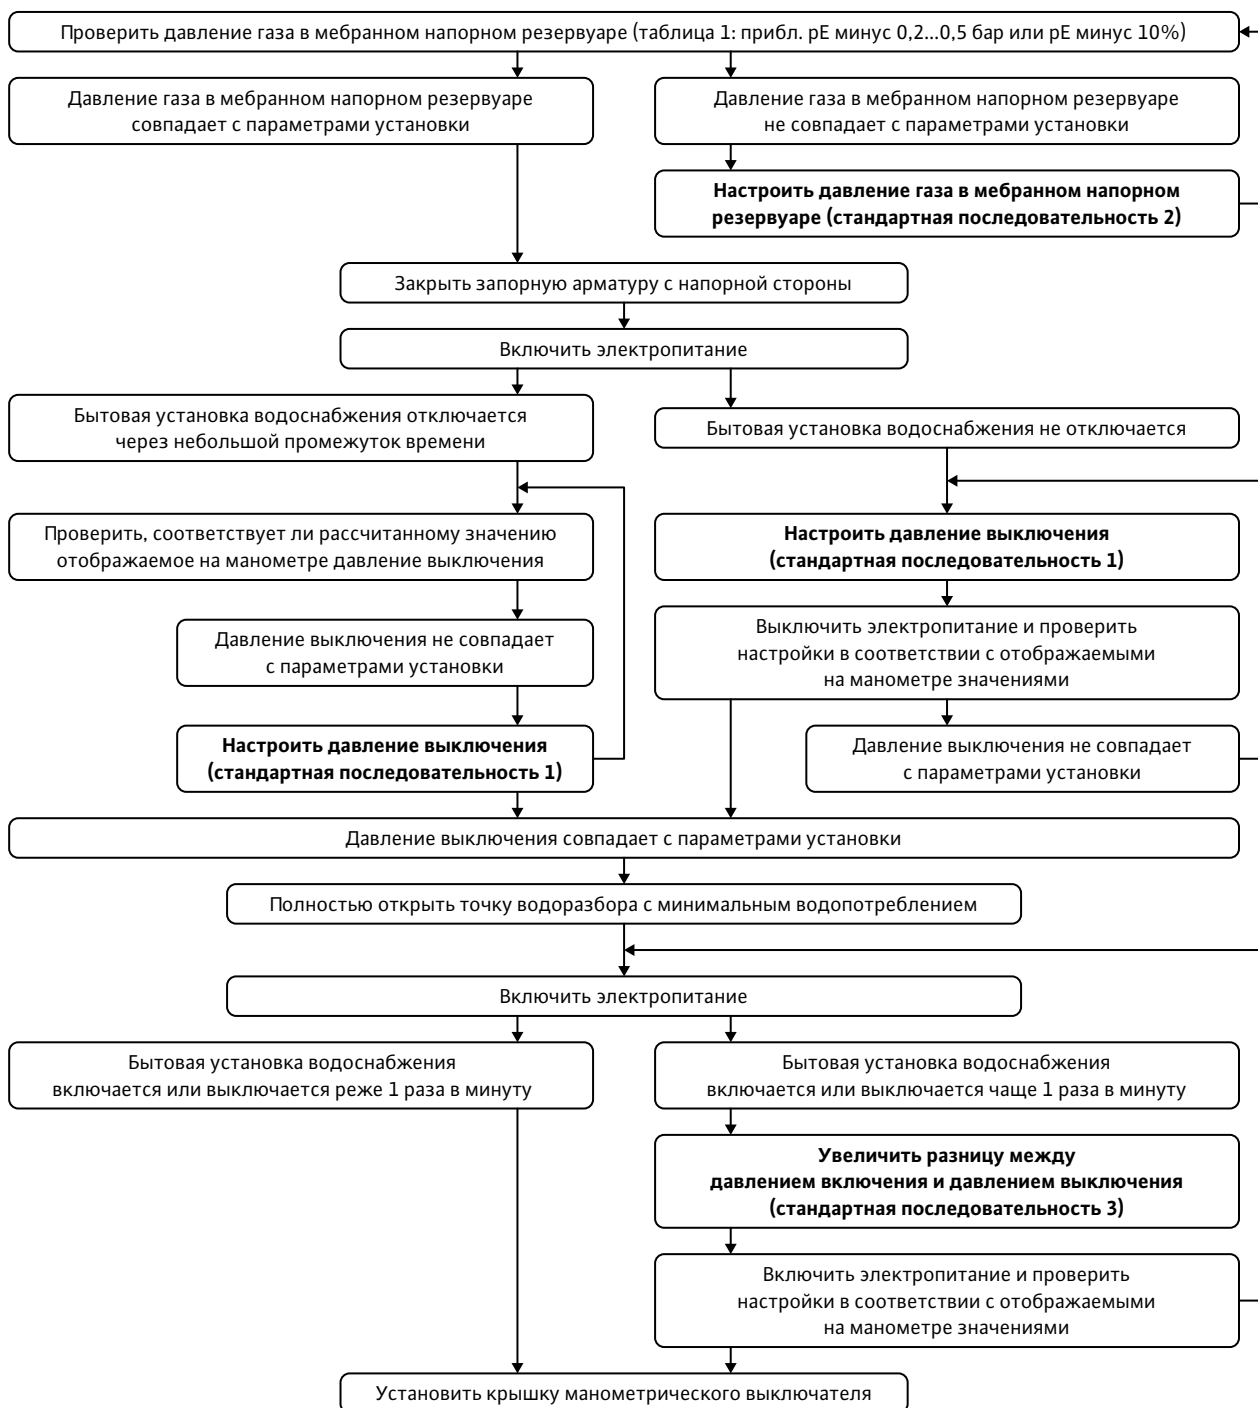 Проверить давление газа в мебранном напорном резервуаре (таблица 1: прибл. pE минус 0,2...0,5 бар или pE минус 10%)
Давление газа в мебранном напорном резервуаре
совпадает с параметрами установки
Давление газа в мебранном напорном резервуаре
не совпадает с параметрами установки
Настроить давление газа в мебранном напорном
резервуаре (стандартная последовательность 2)
Закрыть запорную арматуру с напорной стороны
Включить электропитание
Бытовая установка водоснабжения отключается
через небольшой промежуток времени
Бытовая установка водоснабжения не отключается
Проверить, соответствует ли рассчитанному значению
отображаемое на манометре давление выключения
Настроить давление выключения
(стандартная последовательность 1)
Давление выключения не совпадает
с параметрами установки
Выключить электропитание и проверить
настройки в соответствии с отображаемыми
на манометре значениями
Настроить давление выключения
(стандартная последовательность 1)
Давление выключения не совпадает
с параметрами установки
Давление выключения совпадает с параметрами установки
Полностью открыть точку водоразбора с минимальным водопотреблением
Включить электропитание
Бытовая установка водоснабжения
включается или выключается реже 1 раза в минуту
Бытовая установка водоснабжения
включается или выключается чаще 1 раза в минуту
Увеличить разницу между
давлением включения и давлением выключения
(стандартная последовательность 3)
Включить электропитание и проверить
настройки в соответствии с отображаемыми
на манометре значениями
Установить крышку манометрического выключателя